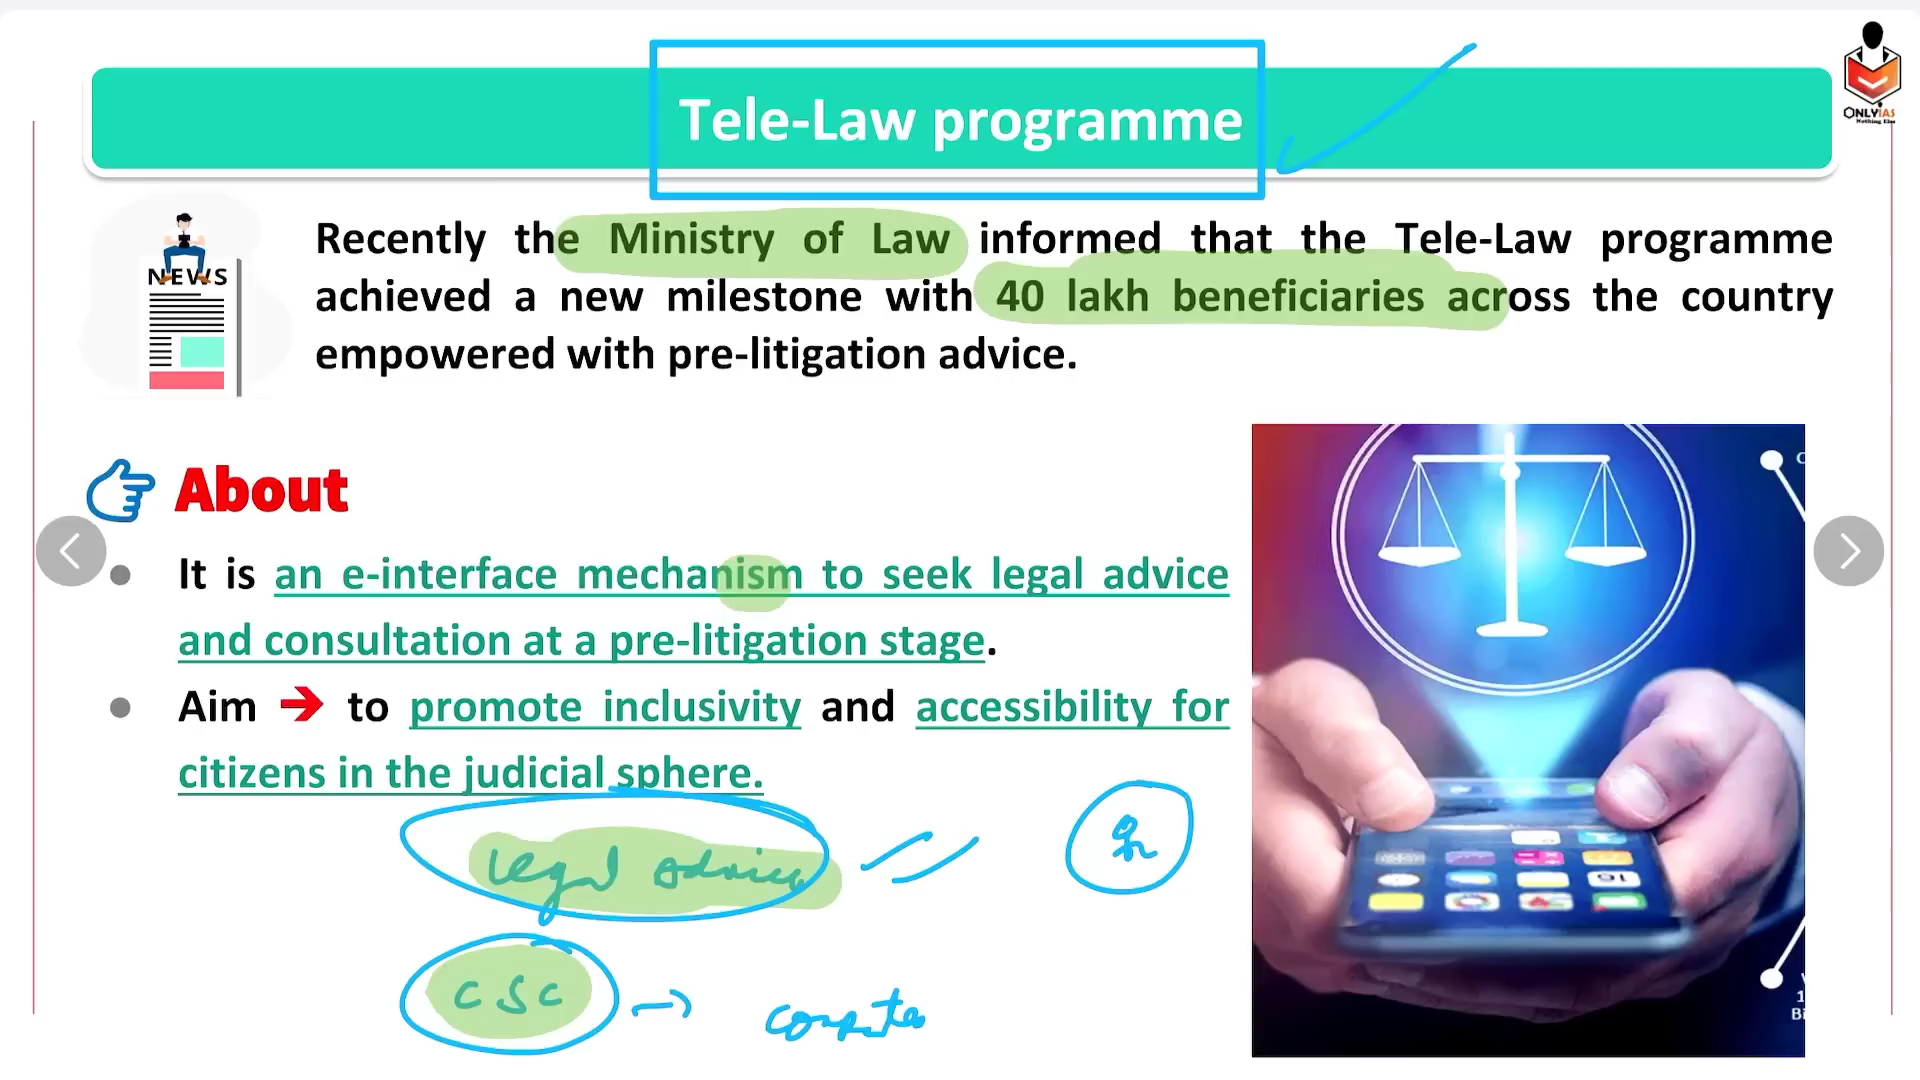 Tele-Law programme
ONLYIAS
Nothing Else
NEWS
Recently the Ministry of Law informed that the Tele-Law programme
achieved a new milestone with 40 lakh beneficiaries across the country
empowered with pre-litigation advice.
About
It is an e-interface mechanism to seek legal advice
and consultation at a pre-litigation stage.
Aim → to promote inclusivity and accessibility for
citizens in the judicial sphere.
Legal advice
CSC →
16